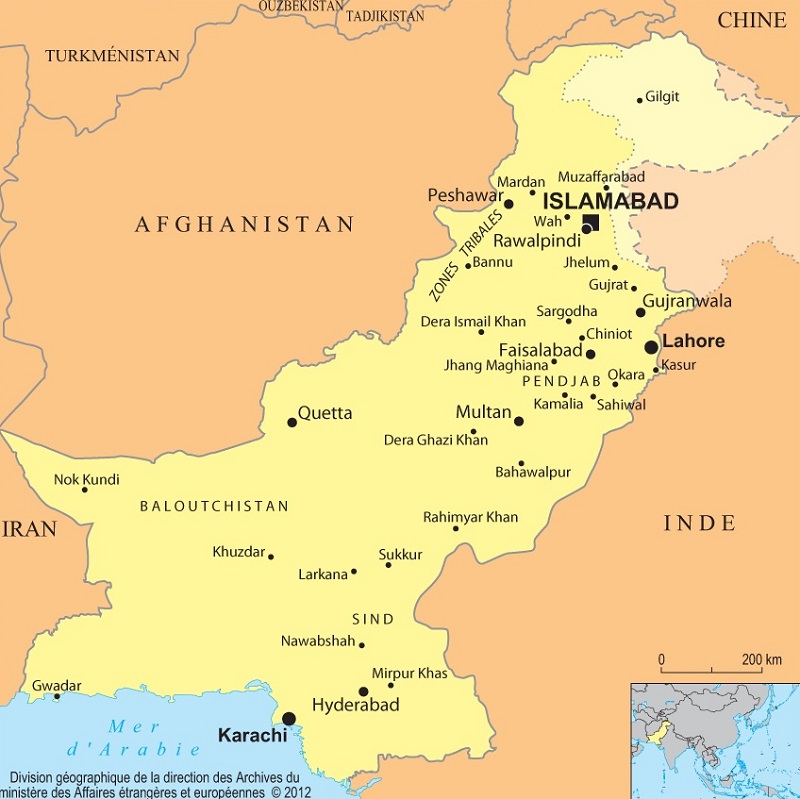 OUZBÉKISTAN
TADJIKISTAN
CHINE
TURKMÉNISTAN
Gilgit
Mardan
Muzaffarabad
Peshawar
ISLAMABAD
AFGHANISTAN
Wah
Rawalpindi
ZONES TRIBALES
Bannu
Jhelum
Gujrat
Gujranwala
Sargodha
Dera Ismail Khan
Chiniot
Lahore
Faisalabad
Jhang Maghiana
Kasur
PENDJAB
Okara
Kamalia
Sahiwal
Quetta
Multan
Dera Ghazi Khan
Bahawalpur
Nok Kundi
BALOUTCHISTAN
Rahimyar Khan
IRAN
INDE
Khuzdar
Sukkur
Larkana
SIND
Nawabshah
0 200 km
Mirpur Khas
Gwadar
Hyderabad
Karachi
Mer
d'Arabie
Division géographique de la direction des Archives du
ministère des Affaires étrangères et européennes © 2012